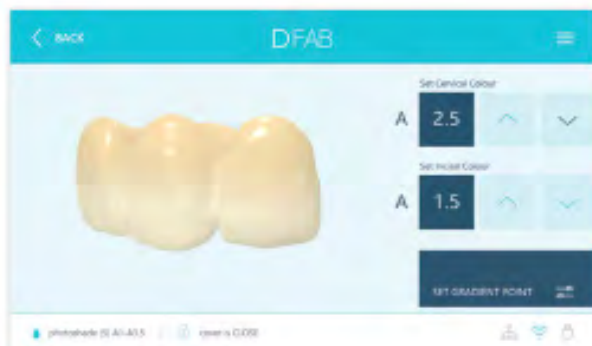 BACK
DFAB
Set Cervical Colour
A 2.5
Set Incisal Colour
A 1.5
SET GRADIENT POINT
photoshade (S) A1-A3.5
cover is CLOSE